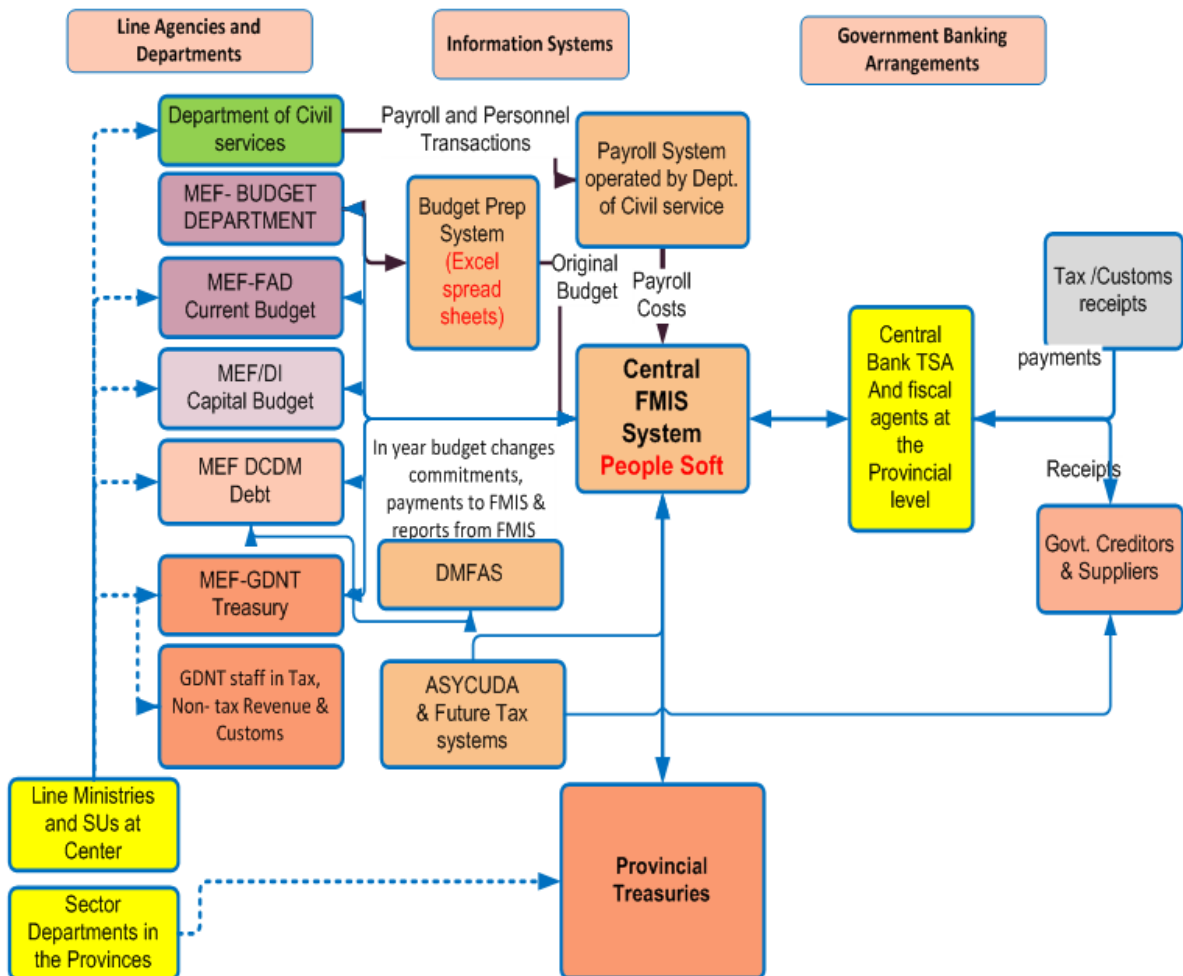 Line Agencies and
Departments
Information Systems
Government Banking
Arrangements
Department of Civil
services
Payroll and Personnel
Transactions
Payroll System
operated by Dept.
of Civil service
MEF- BUDGET
DEPARTMENT
Budget Prep
System
(Excel
spread
sheets)
Original
Budget
Payroll
Costs
Tax /Customs
receipts
MEF-FAD
Current Budget
MEF/DI
Capital Budget
Central
FMIS
System
People Soft
Central
Bank TSA
And fiscal
agents at
the
Provincial
level
payments
In year budget changes
commitments,
payments to FMIS &
reports from FMIS
MEF DCDM
Debt
Receipts
Govt. Creditors
& Suppliers
DMFAS
MEF-GDNT
Treasury
GDNT staff in Tax,
Non- tax Revenue &
Customs
ASYCUDA
& Future Tax
systems
Line Ministries
and SUs at
Center
Provincial
Treasuries
Sector
Departments in
the Provinces